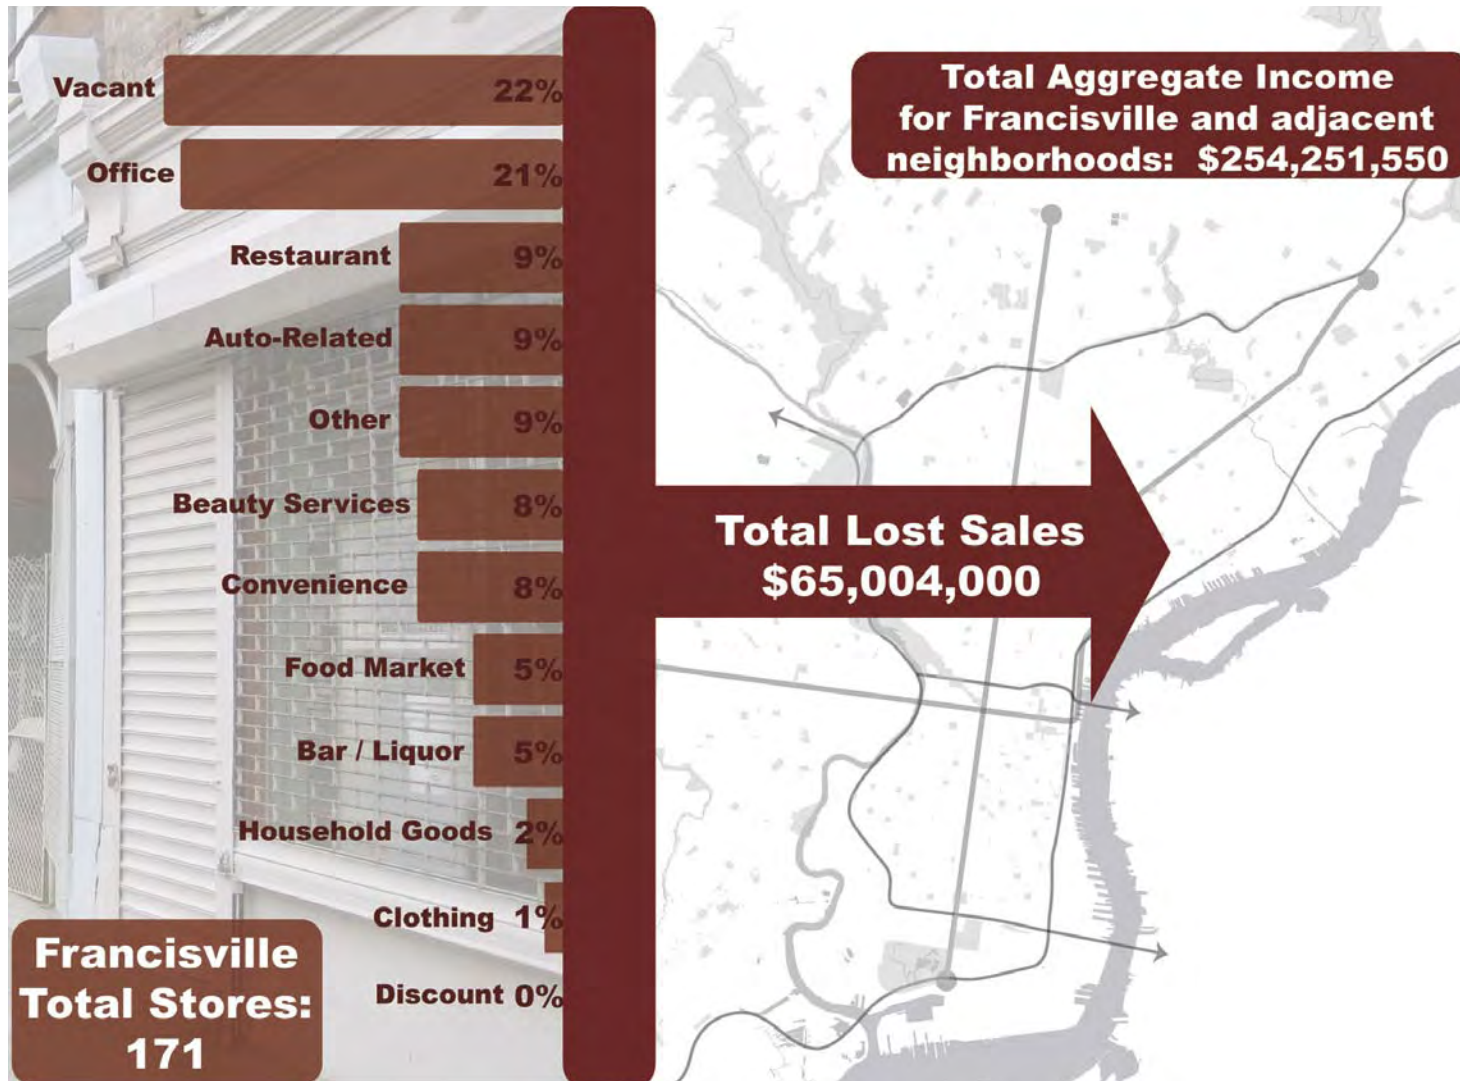 Vacant 22%
Office 21%
Restaurant 9%
Auto-Related 9%
Other 9%
Beauty Services 8%
Convenience 8%
Food Market 5%
Bar / Liquor 5%
Household Goods 2%
Clothing 1%
Discount 0%
Francisville
Total Stores:
171
Total Aggregate Income
for Francisville and adjacent
neighborhoods: $254,251,550
Total Lost Sales
$65,004,000